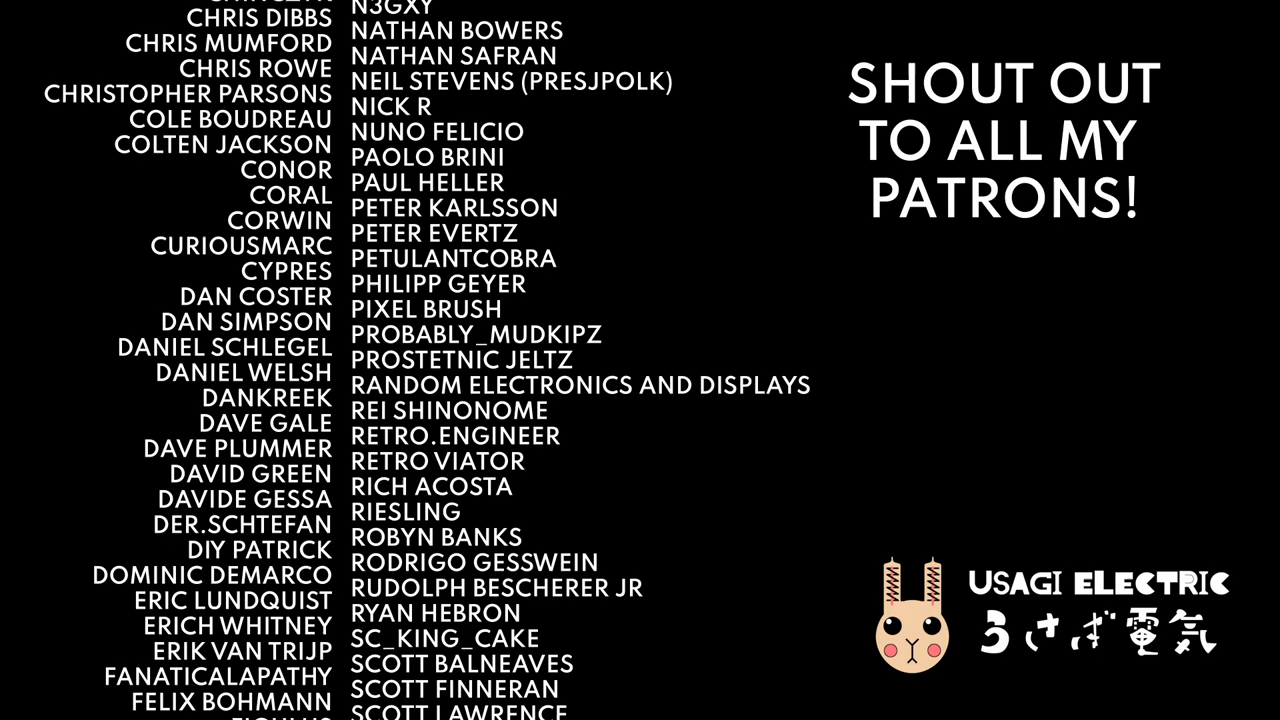 CHRIS DIBBS
CHRIS MUMFORD
CHRIS ROWE
CHRISTOPHER PARSONS
COLE BOUDREAU
COLTEN JACKSON
CONOR
CORAL
CORWIN
CURIOUSMARC
CYPRES
DAN COSTER
DAN SIMPSON
DANIEL SCHLEGEL
DANIEL WELSH
DANKREEK
DAVE GALE
DAVE PLUMMER
DAVID GREEN
DAVIDE GESSA
DER.SCHTEFAN
DIY PATRICK
DOMINIC DEMARCO
ERIC LUNDQUIST
ERICH WHITNEY
ERIK VAN TRIJP
FANATICALAPATHY
FELIX BOHMANN
N3GXY
NATHAN BOWERS
NATHAN SAFRAN
NEIL STEVENS (PRESJPOLK)
NICK R
NUNO FELICIO
PAOLO BRINI
PAUL HELLER
PETER KARLSSON
PETER EVERTZ
PETULANTCOBRA
PHILIPP GEYER
PIXEL BRUSH
PROBABLY_MUDKIPZ
PROSTETNIC JELTZ
RANDOM ELECTRONICS AND DISPLAYS
REI SHINONOME
RETRO.ENGINEER
RETRO VIATOR
RICH ACOSTA
RIESLING
ROBYN BANKS
RODRIGO GESSWEIN
RUDOLPH BESCHERER JR
RYAN HEBRON
SC_KING_CAKE
SCOTT BALNEAVES
SCOTT FINNERAN
SCOTT LAWRENCE
SHOUT OUT
TO ALL MY
PATRONS!
USAGI ELECTRIC
うさぎ電気